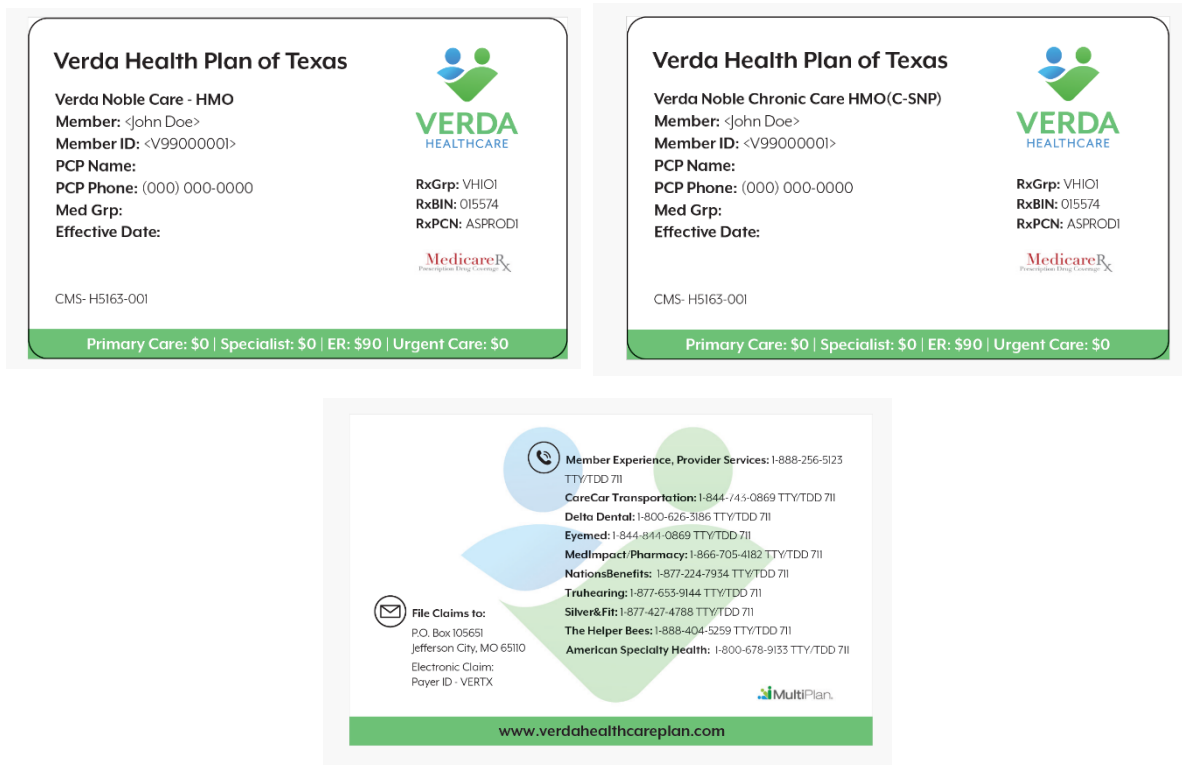 Verda Health Plan of Texas
Verda Noble Care - HMO
Member: <John Doe>
Member ID: <V99000001>
PCP Name:
PCP Phone: (000) 000-0000
Med Grp:
Effective Date:
CMS- H5163-001
VERDA
HEALTHCARE
RxGrp: VHIO1
RxBIN: 015574
RxPCN: ASPROD1
MedicareRx
Prescription Drug Coverage
Primary Care: $0 | Specialist: $0 | ER: $90 | Urgent Care: $0
Verda Health Plan of Texas
Verda Noble Chronic Care HMO(C-SNP)
Member: <John Doe>
Member ID: <V99000001>
PCP Name:
PCP Phone: (000) 000-0000
Med Grp:
Effective Date:
CMS- H5163-001
VERDA
HEALTHCARE
RxGrp: VHIO1
RxBIN: 015574
RxPCN: ASPROD1
MedicareRx
Prescription Drug Coverage
Primary Care: $0 | Specialist: $0 | ER: $90 | Urgent Care: $0
Member Experience, Provider Services: 1-888-256-5123
TTY/TDD 711
CareCar Transportation: 1-844-743-0869 TTY/TDD 711
Delta Dental: 1-800-626-3186 TTY/TDD 711
Eyemed: 1-844-844-0869 TTY/TDD 711
MedImpact/Pharmacy: 1-866-705-4182 TTY/TDD 711
NationsBenefits: 1-877-224-7934 TTY/TDD 711
Truhearing: 1-877-653-9144 TTY/TDD 711
Silver&Fit: 1-877-427-4788 TTY/TDD 711
The Helper Bees: 1-888-404-5259 TTY/TDD 711
American Specialty Health: 1-800-678-9133 TTY/TDD 711
File Claims to:
P.O. Box 105651
Jefferson City, MO 65110
Electronic Claim:
Payer ID - VERTX
MultiPlan.
www.verdahealthcareplan.com